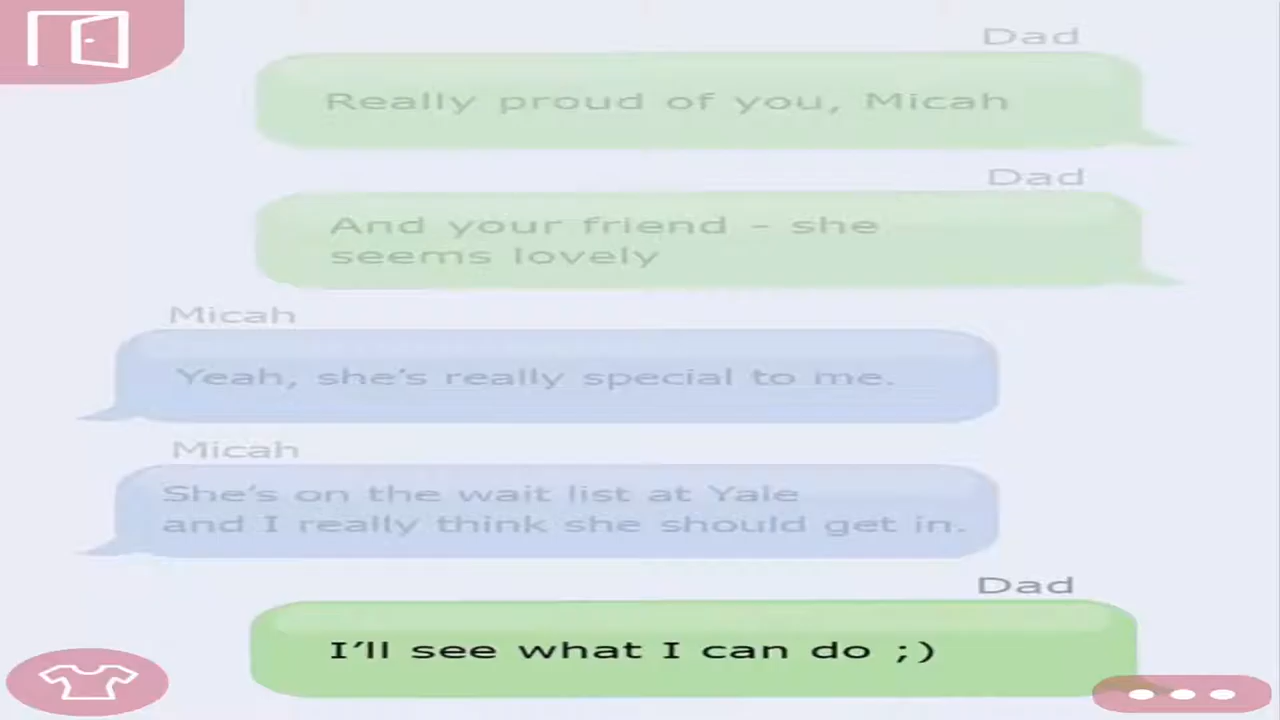 Dad
Really proud of you, Micah
Dad
And your friend - she
seems lovely
Micah
Yeah, she's really special to me.
Micah
She's on the wait list at Yale
and I really think she should get in.
Dad
I'll see what I can do ;)